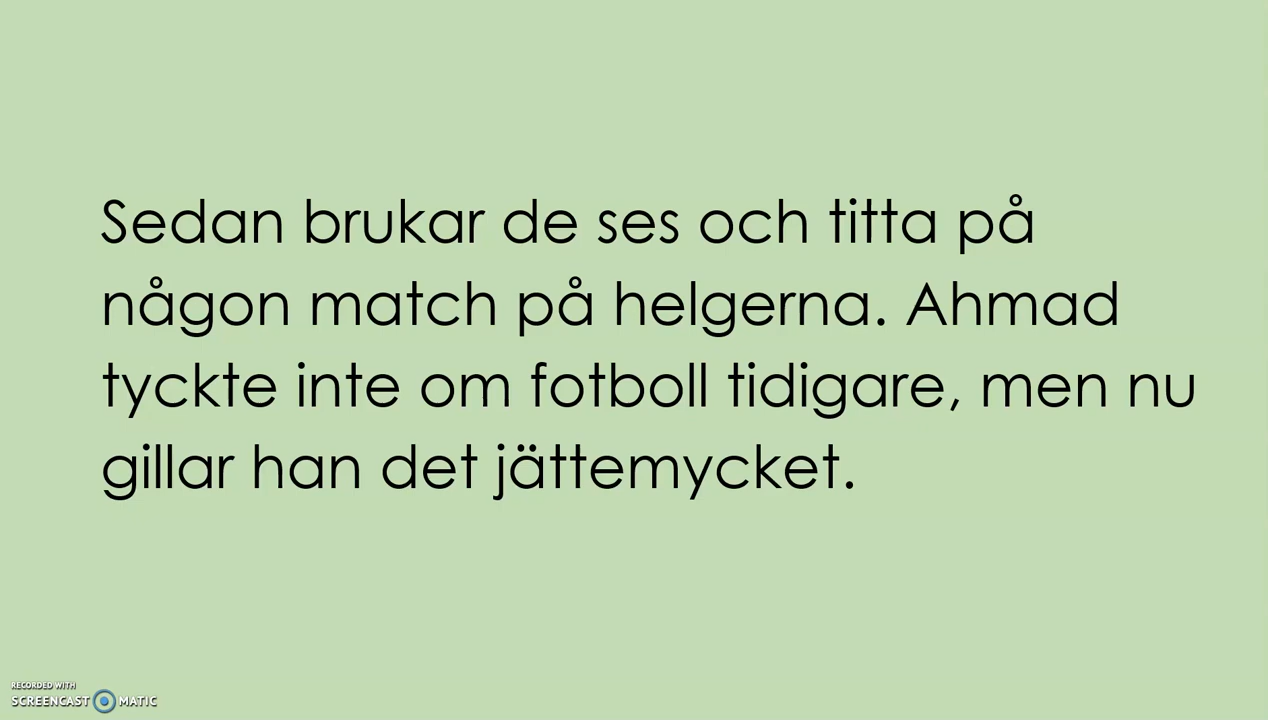 Sedan brukar de ses och titta på
någon match på helgerna. Ahmad
tyckte inte om fotboll tidigare, men nu
gillar han det jättemycket.
RECORDED WITH
SCREENCAST MATIC